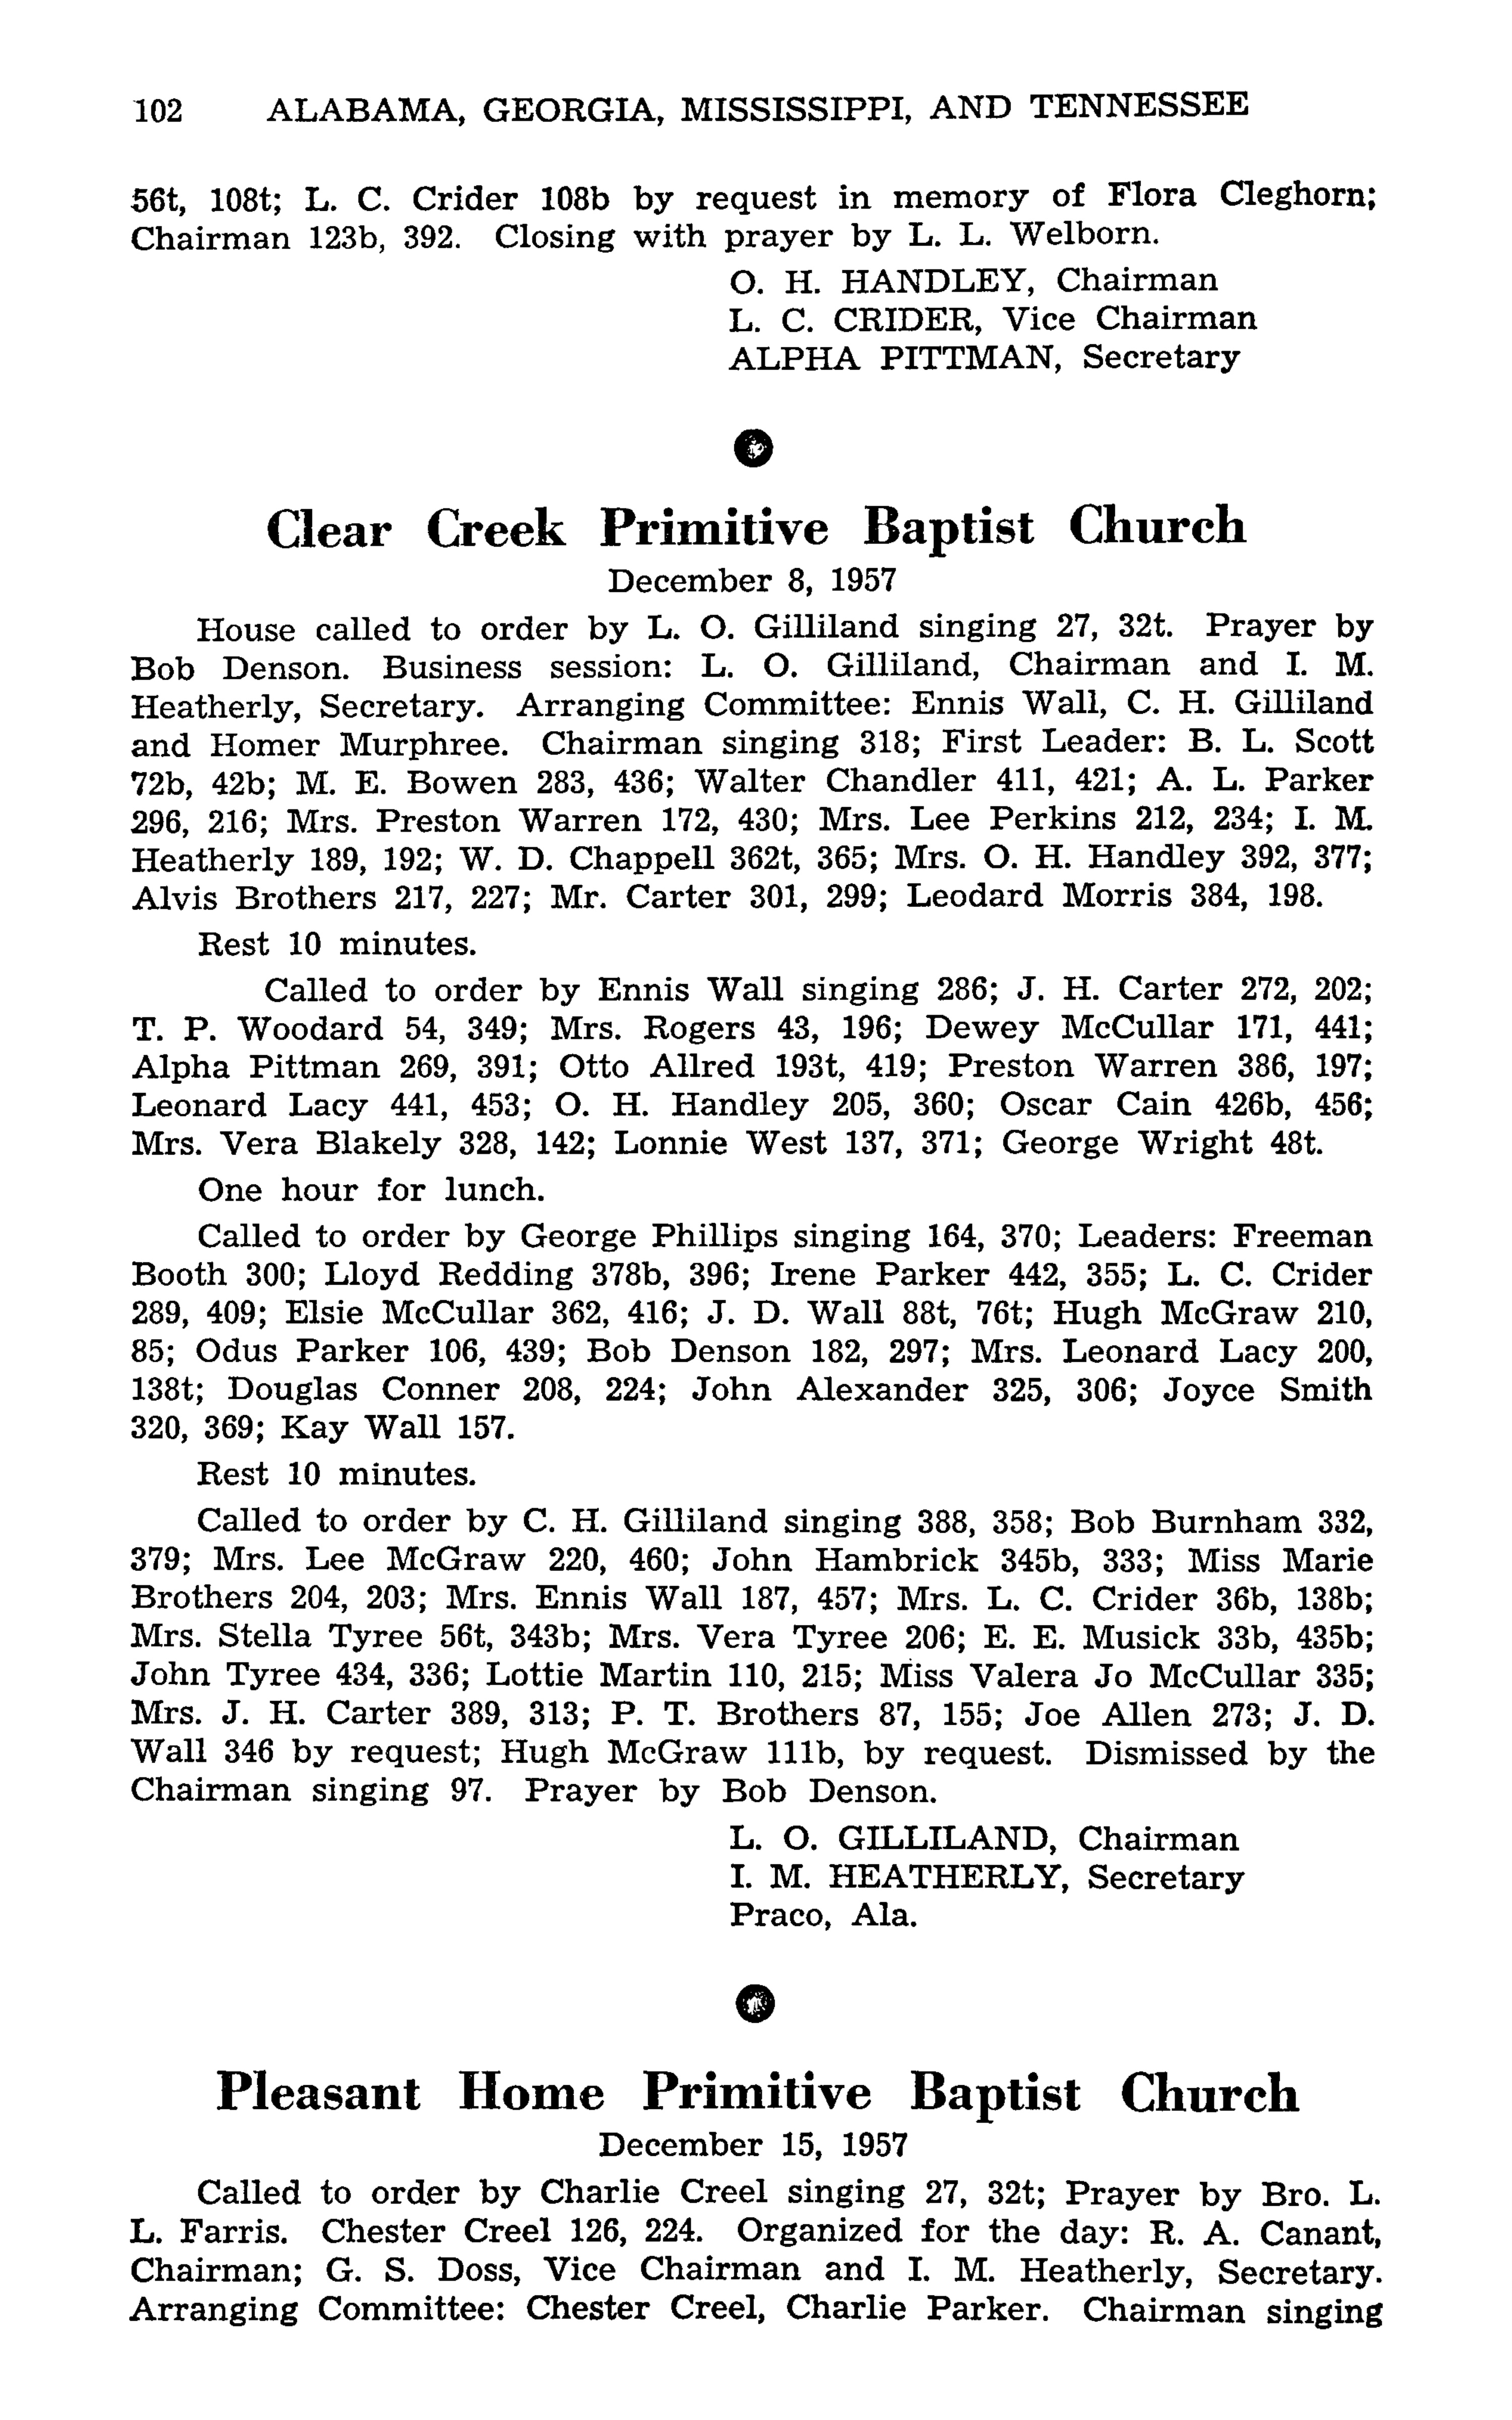 102 ALABAMA, GEORGIA, MISSISSIPPI, AND TENNESSEE
56t, 108t; L. C. Crider 108b by request in memory of Flora Cleghorn;
Chairman 123b, 392. Closing with prayer by L. L. Welborn.
O. H. HANDLEY, Chairman
L. C. CRIDER, Vice Chairman
ALPHA PITTMAN, Secretary
Clear Creek Primitive Baptist Church
December 8, 1957
House called to order by L. O. Gilliland singing 27, 32t. Prayer by
Bob Denson. Business session: L. O. Gilliland, Chairman and I. M.
Heatherly, Secretary. Arranging Committee: Ennis Wall, C. H. Gilliland
and Homer Murphree. Chairman singing 318; First Leader: B. L. Scott
72b, 42b; M. E. Bowen 283, 436; Walter Chandler 411, 421; A. L. Parker
296, 216; Mrs. Preston Warren 172, 430; Mrs. Lee Perkins 212, 234; I. M.
Heatherly 189, 192; W. D. Chappell 362t, 365; Mrs. O. H. Handley 392, 377;
Alvis Brothers 217, 227; Mr. Carter 301, 299; Leodard Morris 384, 198.
Rest 10 minutes.
Called to order by Ennis Wall singing 286; J. H. Carter 272, 202;
T. P. Woodard 54, 349; Mrs. Rogers 43, 196; Dewey McCullar 171, 441;
Alpha Pittman 269, 391; Otto Allred 193t, 419; Preston Warren 386, 197;
Leonard Lacy 441, 453; O. H. Handley 205, 360; Oscar Cain 426b, 456;
Mrs. Vera Blakely 328, 142; Lonnie West 137, 371; George Wright 48t.
One hour for lunch.
Called to order by George Phillips singing 164, 370; Leaders: Freeman
Booth 300; Lloyd Redding 378b, 396; Irene Parker 442, 355; L. C. Crider
289, 409; Elsie McCullar 362, 416; J. D. Wall 88t, 76t; Hugh McGraw 210,
85; Odus Parker 106, 439; Bob Denson 182, 297; Mrs. Leonard Lacy 200,
138t; Douglas Conner 208, 224; John Alexander 325, 306; Joyce Smith
320, 369; Kay Wall 157.
Rest 10 minutes.
Called to order by C. H. Gilliland singing 388, 358; Bob Burnham 332,
379; Mrs. Lee McGraw 220, 460; John Hambrick 345b, 333; Miss Marie
Brothers 204, 203; Mrs. Ennis Wall 187, 457; Mrs. L. C. Crider 36b, 138b;
Mrs. Stella Tyree 56t, 343b; Mrs. Vera Tyree 206; E. E. Musick 33b, 435b;
John Tyree 434, 336; Lottie Martin 110, 215; Miss Valera Jo McCullar 335;
Mrs. J. H. Carter 389, 313; P. T. Brothers 87, 155; Joe Allen 273; J. D.
Wall 346 by request; Hugh McGraw 111b, by request. Dismissed by the
Chairman singing 97. Prayer by Bob Denson.
L. O. GILLILAND, Chairman
I. M. HEATHERLY, Secretary
Praco, Ala.
Pleasant Home Primitive Baptist Church
December 15, 1957
Called to order by Charlie Creel singing 27, 32t; Prayer by Bro. L.
L. Farris. Chester Creel 126, 224. Organized for the day: R. A. Canant,
Chairman; G. S. Doss, Vice Chairman and I. M. Heatherly, Secretary.
Arranging Committee: Chester Creel, Charlie Parker. Chairman singing